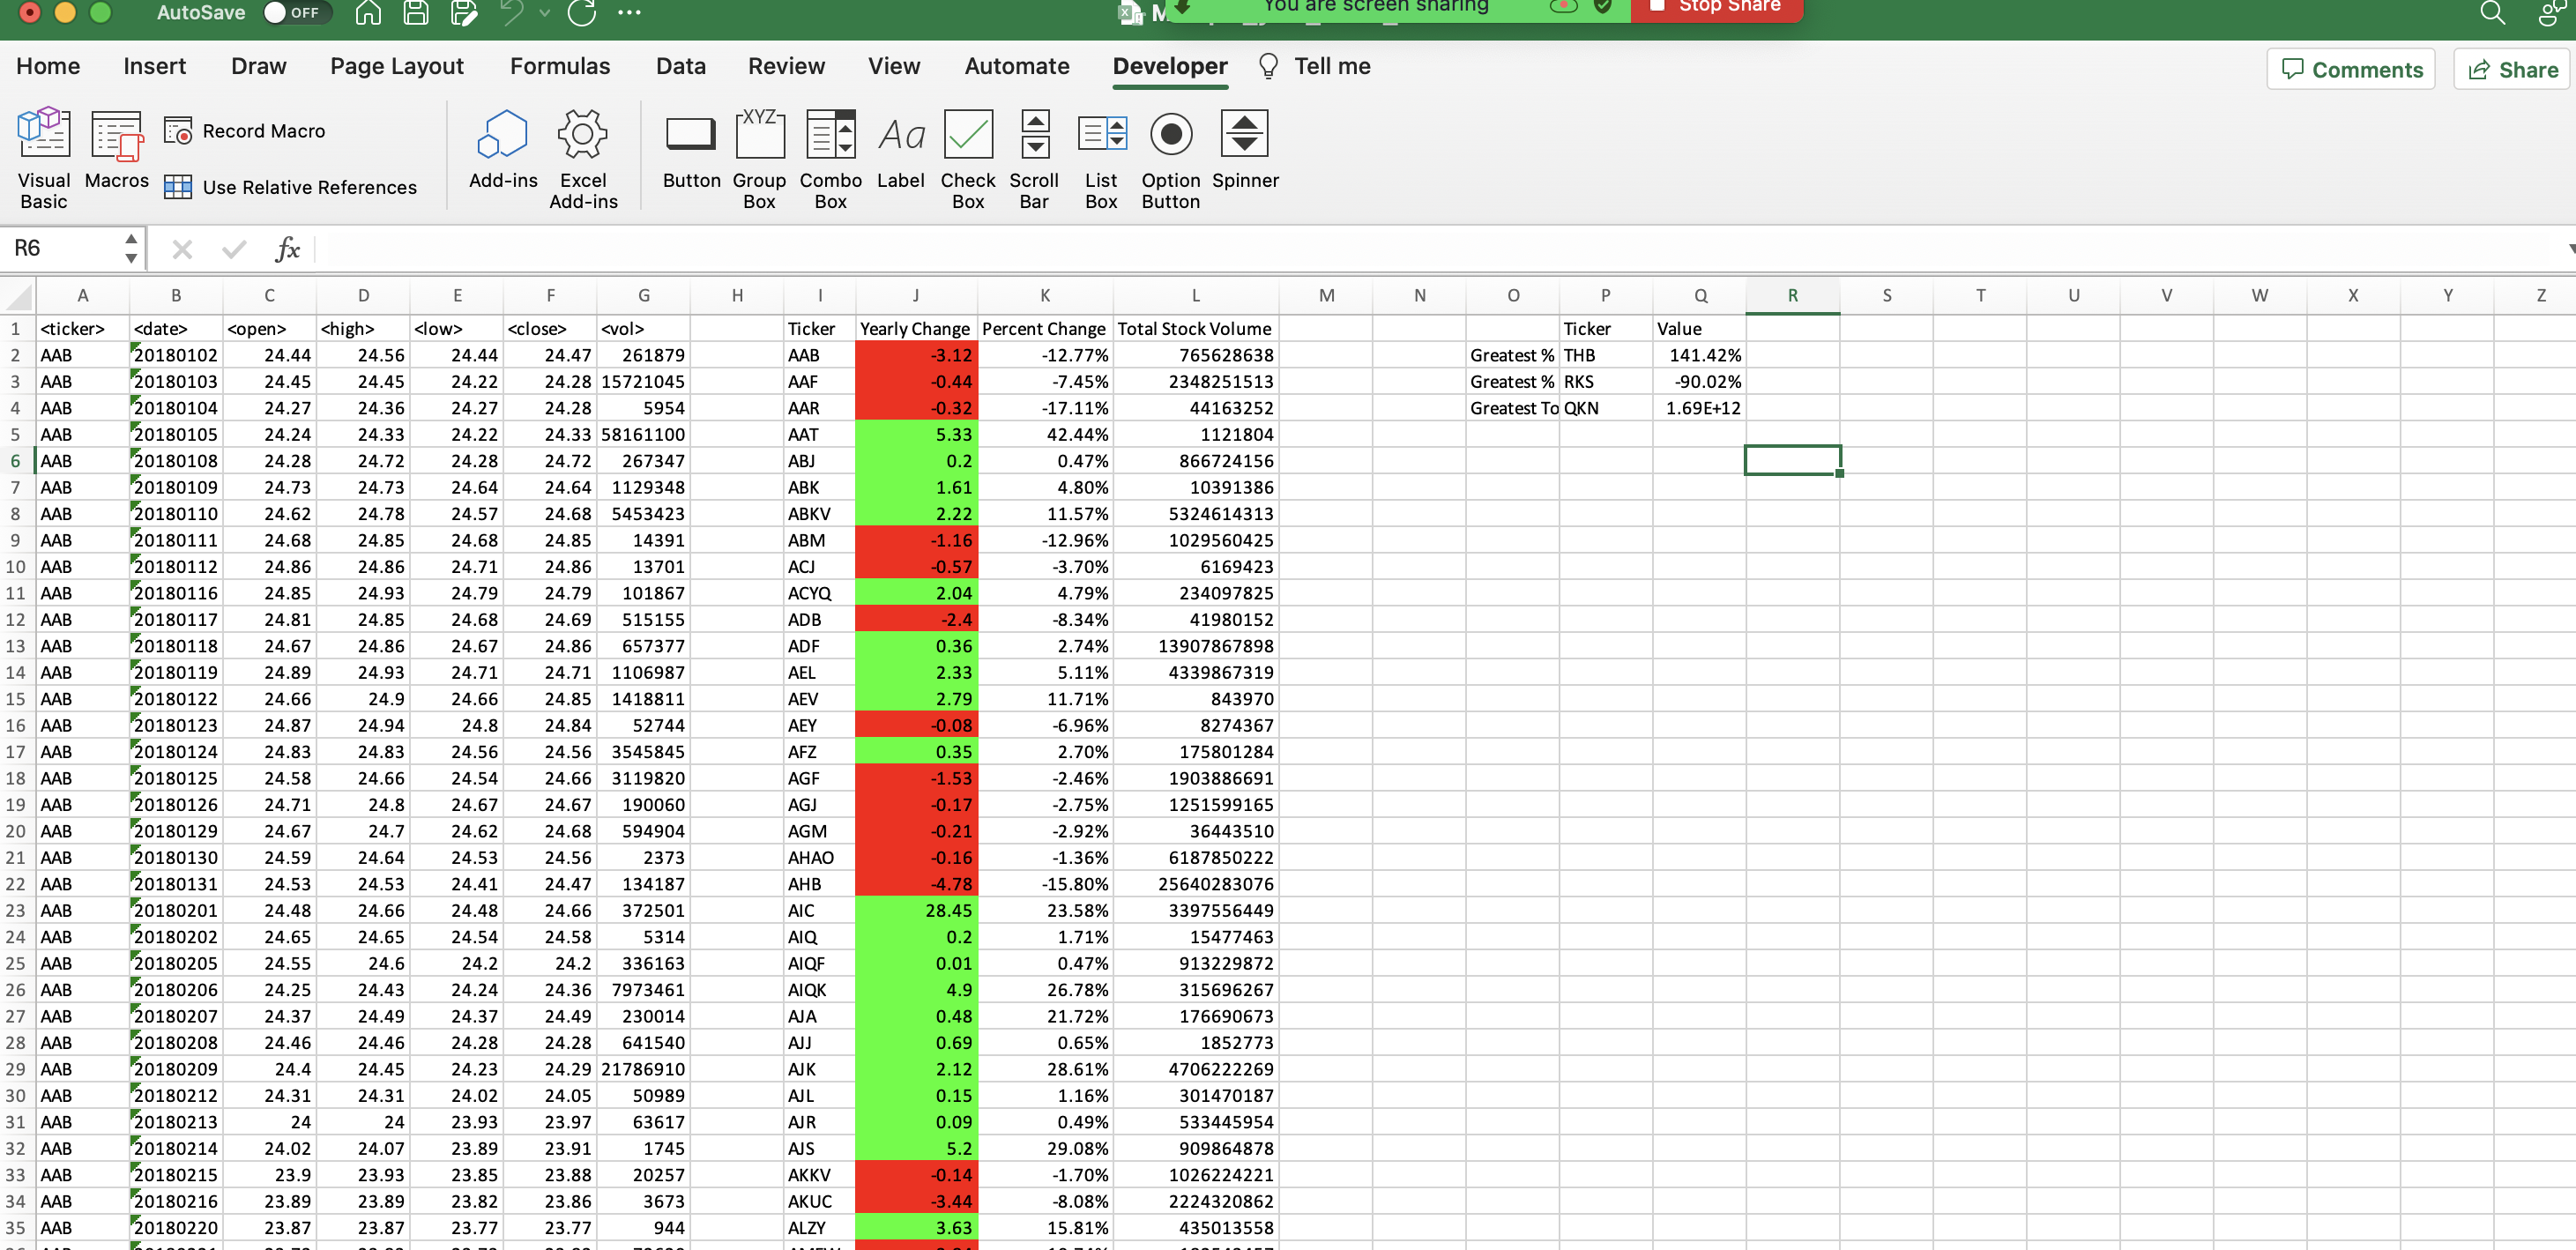 AutoSave OFF ••• You are screen sharing Stop Share
Home Insert Draw Page Layout Formulas Data Review View Automate Developer Tell me Comments Share
XYZ Aa
Record Macro
Visual Basic Macros Use Relative References Add-ins Excel Add-ins Button Group Box Combo Box Label Check Box Scroll Bar List Box Option Button Spinner
R6 fx
A B C D E F G H I J K L M N O P Q R S T U V W X Y Z
1 <ticker> <date> <open> <high> <low> <close> <vol> Ticker Yearly Change Percent Change Total Stock Volume Ticker Value
2 AAB 20180102 24.44 24.56 24.44 24.47 261879 AAB -3.12 -12.77% 765628638 Greatest % THB 141.42%
3 AAB 20180103 24.45 24.45 24.22 24.28 15721045 AAF -0.44 -7.45% 2348251513 Greatest % RKS -90.02%
4 AAB 20180104 24.27 24.36 24.27 24.28 5954 AAR -0.32 -17.11% 44163252 Greatest To QKN 1.69E+12
5 AAB 20180105 24.24 24.33 24.22 24.33 58161100 AAT 5.33 42.44% 1121804
6 AAB 20180108 24.28 24.72 24.28 24.72 267347 ABJ 0.2 0.47% 866724156
7 AAB 20180109 24.73 24.73 24.64 24.64 1129348 ABK 1.61 4.80% 10391386
8 AAB 20180110 24.62 24.78 24.57 24.68 5453423 ABKV 2.22 11.57% 5324614313
9 AAB 20180111 24.68 24.85 24.68 24.85 14391 ABM -1.16 -12.96% 1029560425
10 AAB 20180112 24.86 24.86 24.71 24.86 13701 ACJ -0.57 -3.70% 6169423
11 AAB 20180116 24.85 24.93 24.79 24.79 101867 ACYQ 2.04 4.79% 234097825
12 AAB 20180117 24.81 24.85 24.68 24.69 515155 ADB -2.4 -8.34% 41980152
13 AAB 20180118 24.67 24.86 24.67 24.86 657377 ADF 0.36 2.74% 13907867898
14 AAB 20180119 24.89 24.93 24.71 24.71 1106987 AEL 2.33 5.11% 4339867319
15 AAB 20180122 24.66 24.9 24.66 24.85 1418811 AEV 2.79 11.71% 843970
16 AAB 20180123 24.87 24.94 24.8 24.84 52744 AEY -0.08 -6.96% 8274367
17 AAB 20180124 24.83 24.83 24.56 24.56 3545845 AFZ 0.35 2.70% 175801284
18 AAB 20180125 24.58 24.66 24.54 24.66 3119820 AGF -1.53 -2.46% 1903886691
19 AAB 20180126 24.71 24.8 24.67 24.67 190060 AGJ -0.17 -2.75% 1251599165
20 AAB 20180129 24.67 24.7 24.62 24.68 594904 AGM -0.21 -2.92% 36443510
21 AAB 20180130 24.59 24.64 24.53 24.56 2373 AHAO -0.16 -1.36% 6187850222
22 AAB 20180131 24.53 24.53 24.41 24.47 134187 AHB -4.78 -15.80% 25640283076
23 AAB 20180201 24.48 24.66 24.48 24.66 372501 AIC 28.45 23.58% 3397556449
24 AAB 20180202 24.65 24.65 24.54 24.58 5314 AIQ 0.2 1.71% 15477463
25 AAB 20180205 24.55 24.6 24.2 24.2 336163 AIQF 0.01 0.47% 913229872
26 AAB 20180206 24.25 24.43 24.24 24.36 7973461 AIQK 4.9 26.78% 315696267
27 AAB 20180207 24.37 24.49 24.37 24.49 230014 AJA 0.48 21.72% 176690673
28 AAB 20180208 24.46 24.46 24.28 24.28 641540 AJJ 0.69 0.65% 1852773
29 AAB 20180209 24.4 24.45 24.23 24.29 21786910 AJK 2.12 28.61% 4706222269
30 AAB 20180212 24.31 24.31 24.02 24.05 50989 AJL 0.15 1.16% 301470187
31 AAB 20180213 24 24 23.93 23.97 63617 AJR 0.09 0.49% 533445954
32 AAB 20180214 24.02 24.07 23.89 23.91 1745 AJS 5.2 29.08% 909864878
33 AAB 20180215 23.9 23.93 23.85 23.88 20257 AKKV -0.14 -1.70% 1026224221
34 AAB 20180216 23.89 23.89 23.82 23.86 3673 AKUC -3.44 -8.08% 2224320862
35 AAB 20180220 23.87 23.87 23.77 23.77 944 ALZY 3.63 15.81% 435013558